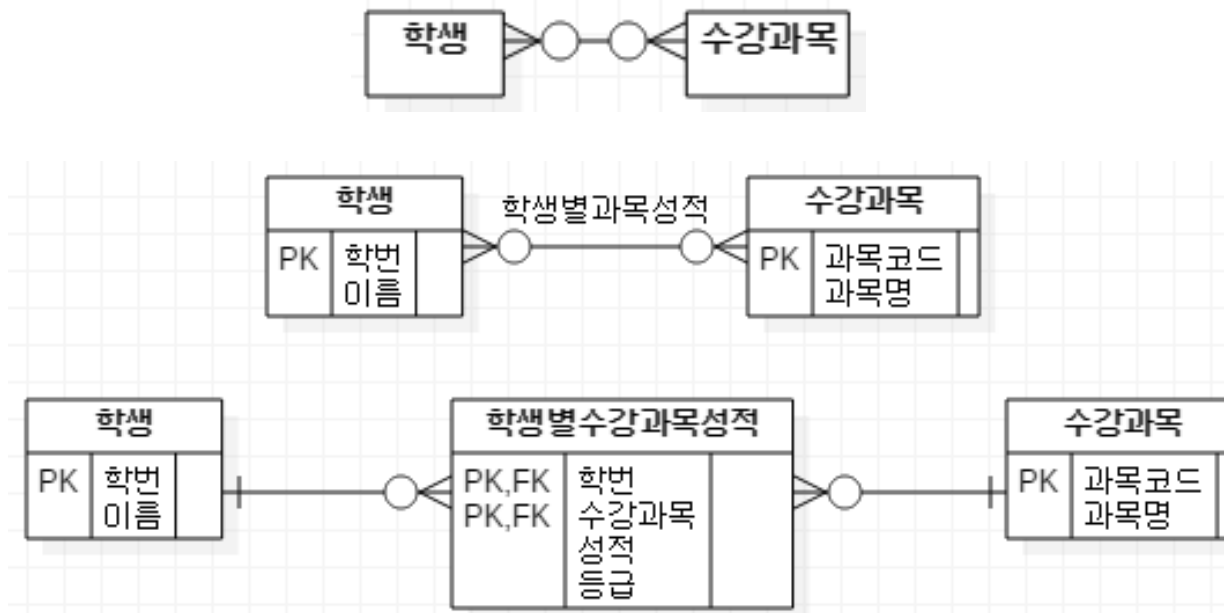 학생 수강과목
학생 학생별과목성적 수강과목
PK 학번 PK 과목코드
이름 과목명
학생 학생별수강과목성적 수강과목
PK 학번 PK,FK 학번 PK 과목코드
이름 PK,FK 수강과목 과목명
성적
등급